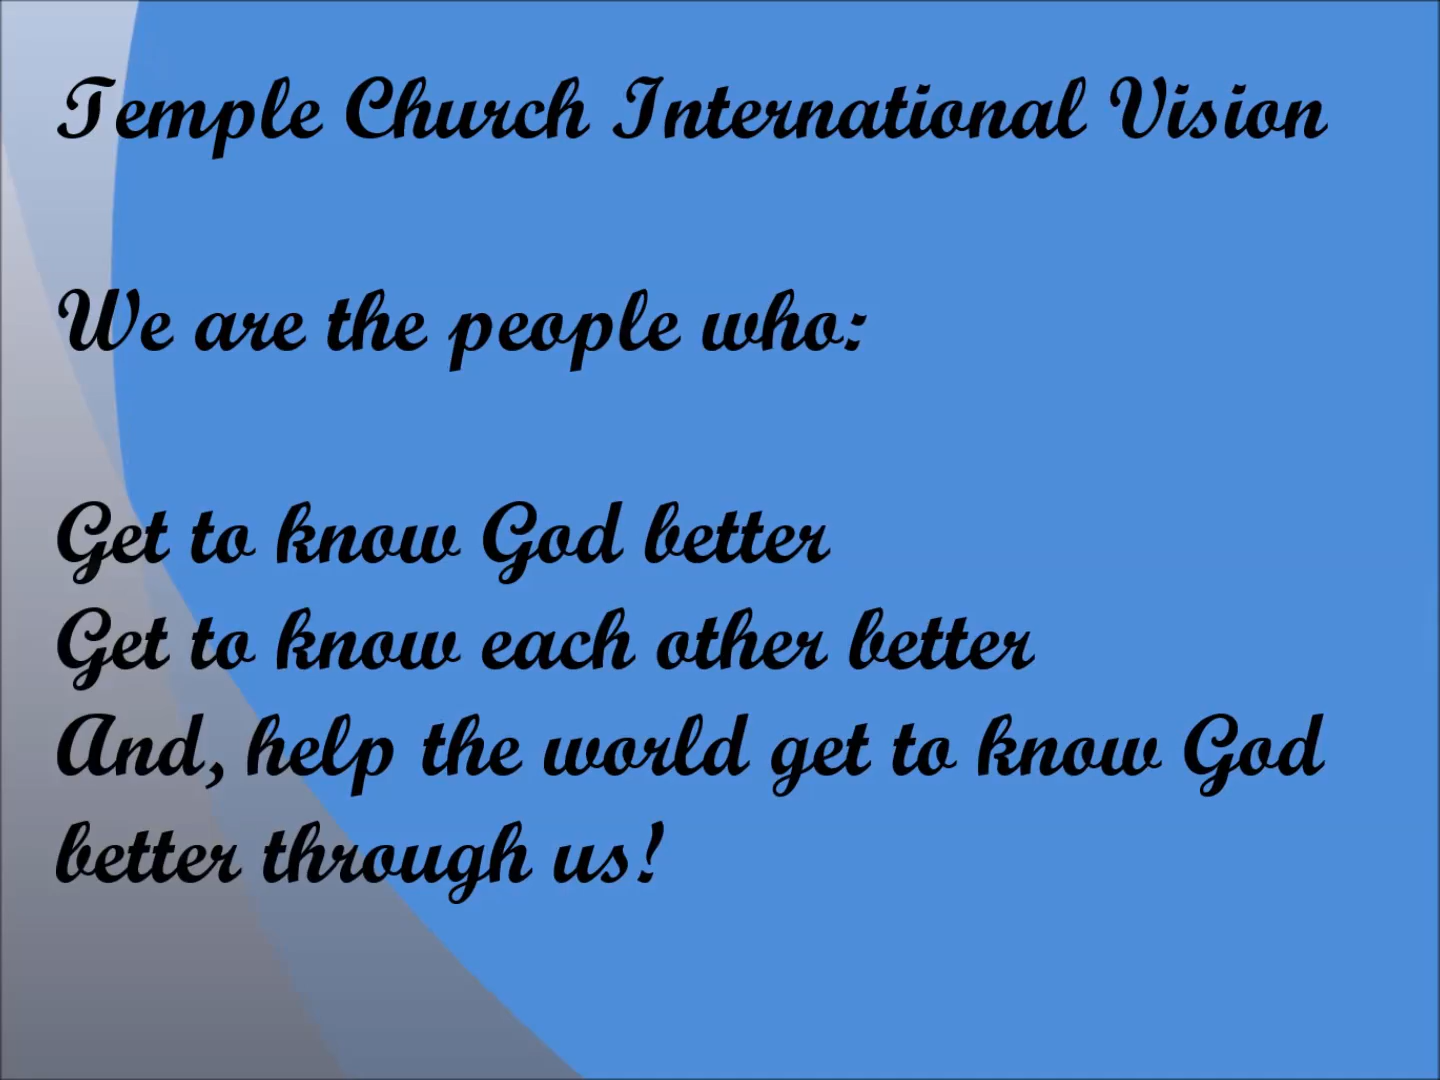 Temple Church International Vision
We are the people who:
Get to know God better
Get to know each other better
And, help the world get to know God
better through us!